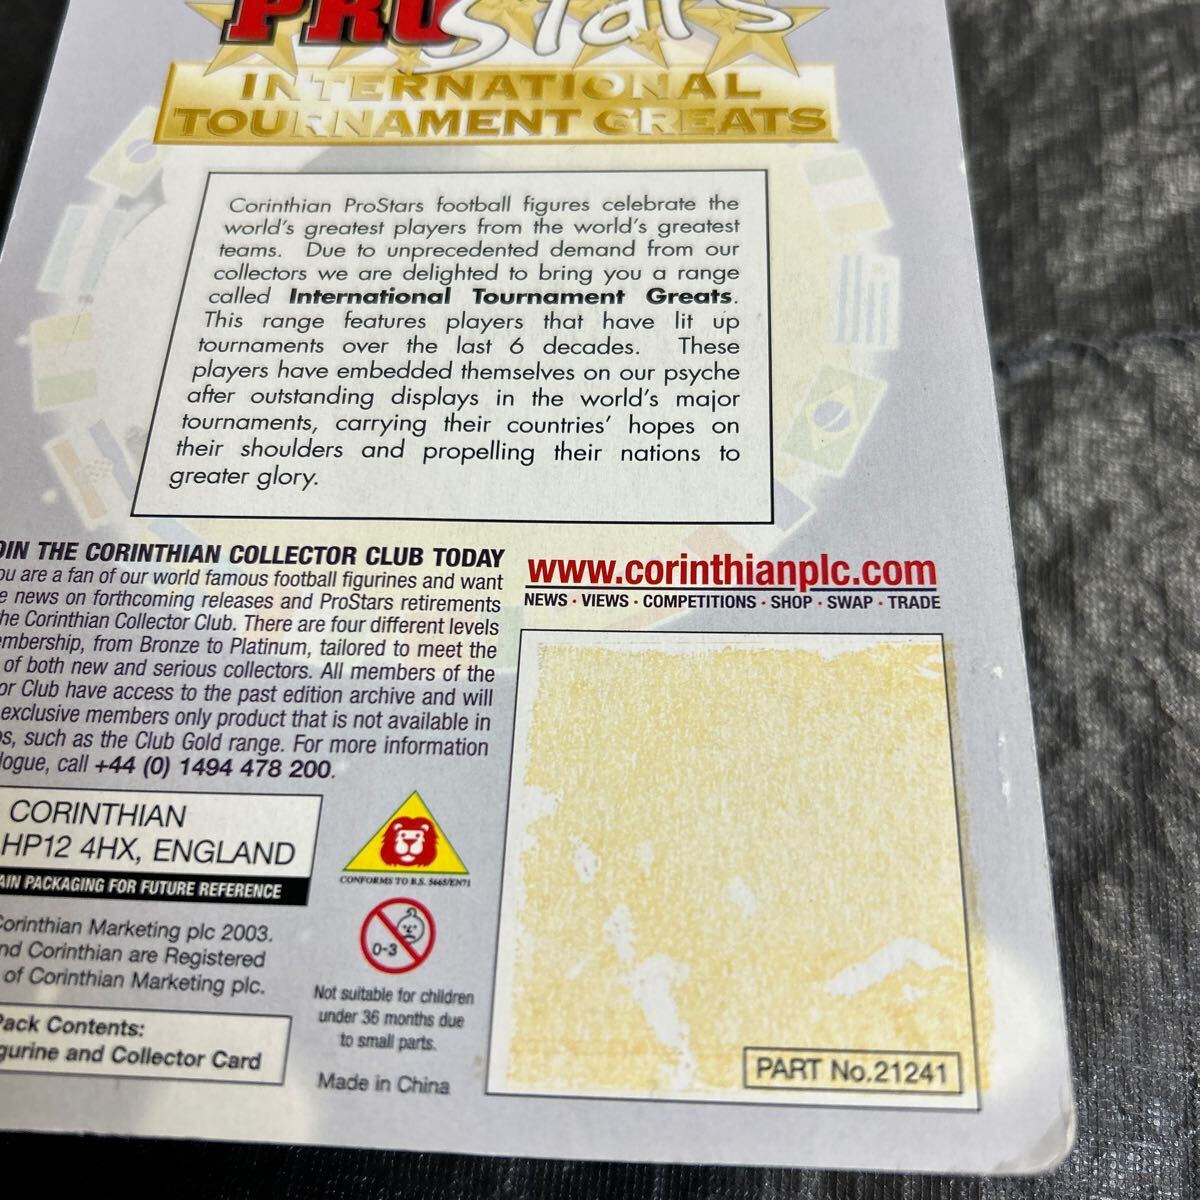 PRO Stars
INTERNATIONAL
TOURNAMENT GREATS
Corinthian ProStars football figures celebrate the
world's greatest players from the world's greatest
teams. Due to unprecedented demand from our
collectors we are delighted to bring you a range
called International Tournament Greats.
This range features players that have lit up
tournaments over the last 6 decades. These
players have embedded themselves on our psyche
after outstanding displays in the world's major
tournaments, carrying their countries' hopes on
their shoulders and propelling their nations to
greater glory.
OIN THE CORINTHIAN COLLECTOR CLUB TODAY
ou are a fan of our world famous football figurines and want
e news on forthcoming releases and ProStars retirements
he Corinthian Collector Club. There are four different levels
embership, from Bronze to Platinum, tailored to meet the
of both new and serious collectors. All members of the
or Club have access to the past edition archive and will
exclusive members only product that is not available in
s, such as the Club Gold range. For more information
logue, call +44 (0) 1494 478 200.
www.corinthianplc.com
NEWS · VIEWS · COMPETITIONS · SHOP · SWAP · TRADE
CORINTHIAN
HP12 4HX, ENGLAND
AIN PACKAGING FOR FUTURE REFERENCE
Corinthian Marketing plc 2003.
nd Corinthian are Registered
of Corinthian Marketing plc.
Pack Contents:
gurine and Collector Card
CONFORMS TO B.S. 5665/EN71
0-3
Not suitable for children
under 36 months due
to small parts.
Made in China
PART No.21241